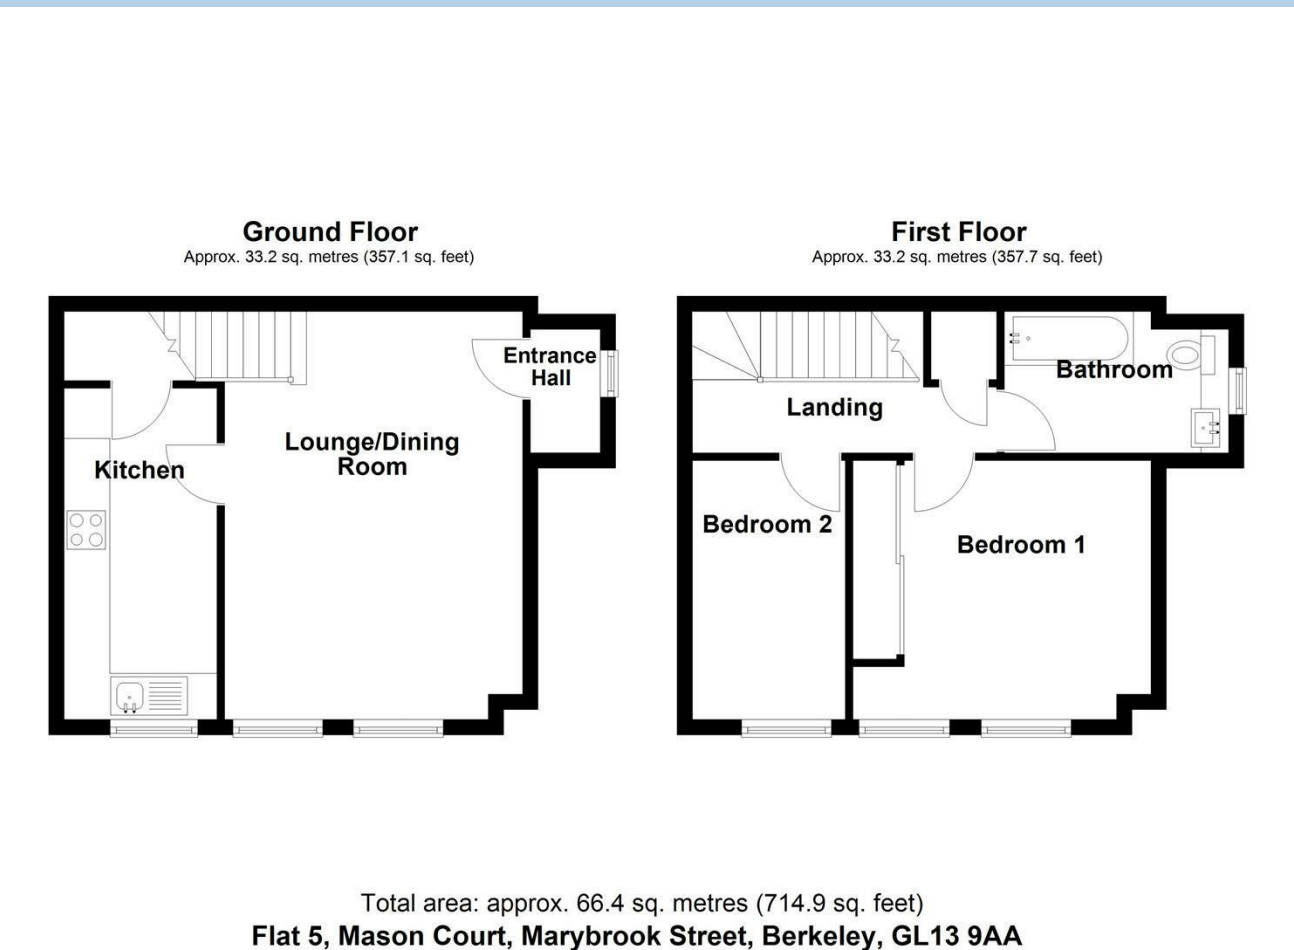 Ground Floor
Approx. 33.2 sq. metres (357.1 sq. feet)
Entrance
Hall
Lounge/Dining
Room
Kitchen
First Floor
Approx. 33.2 sq. metres (357.7 sq. feet)
Bathroom
Landing
Bedroom 2
Bedroom 1
Total area: approx. 66.4 sq. metres (714.9 sq. feet)
Flat 5, Mason Court, Marybrook Street, Berkeley, GL13 9AA